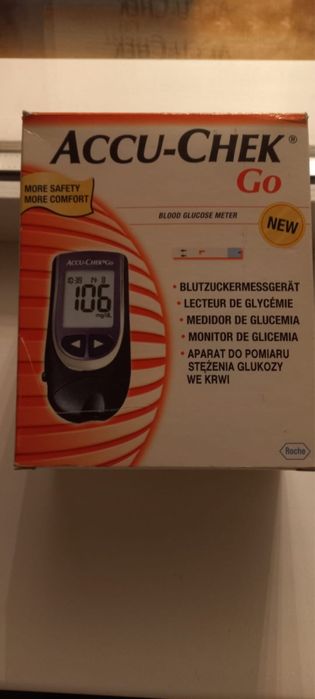 ACCU-CHEK®
Go
MORE SAFETY
MORE COMFORT
BLOOD GLUCOSE METER
NEW
ACCU-CHEK® Go
106
mg/dL
• BLUTZUCKERMESSGERÄT
• LECTEUR DE GLYCÉMIE
• MEDIDOR DE GLUCEMIA
• MONITOR DE GLICEMIA
• APARAT DO POMIARU
STĘŻENIA GLUKOZY
WE KRWI
Roche